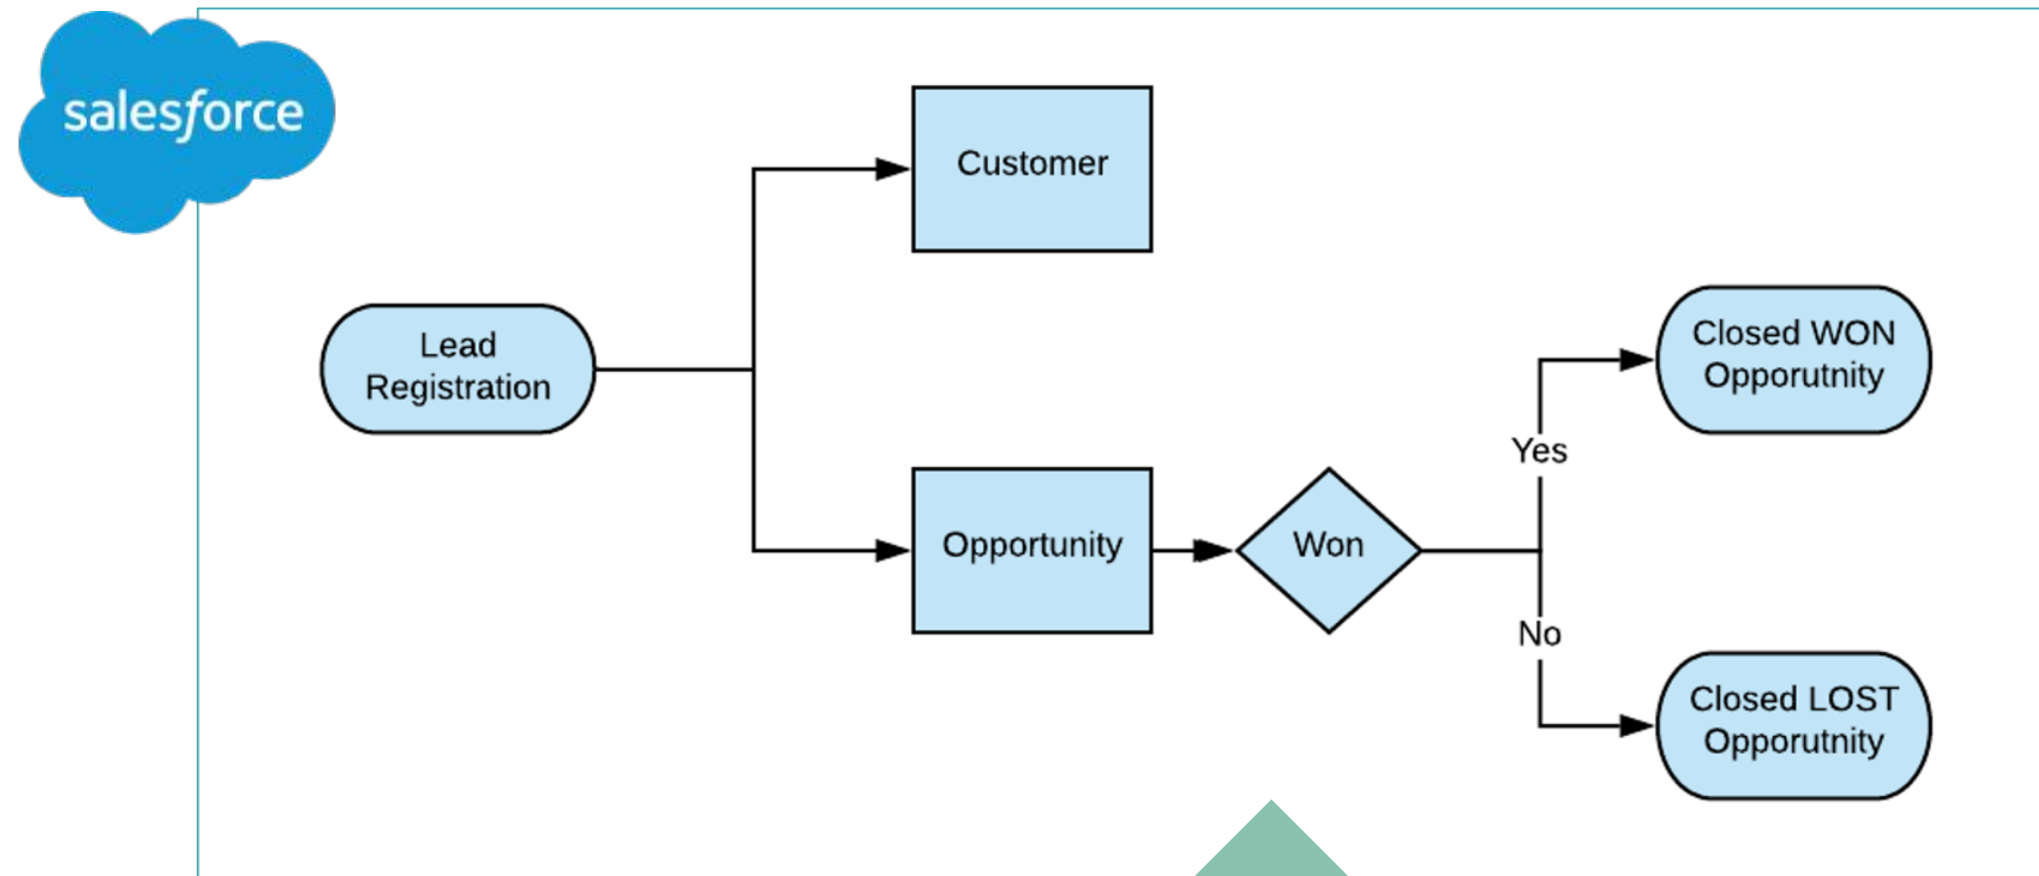 salesforce
Customer
Lead
Registration
Closed WON
Opporutnity
Yes
Opportunity
Won
No
Closed LOST
Opporutnity